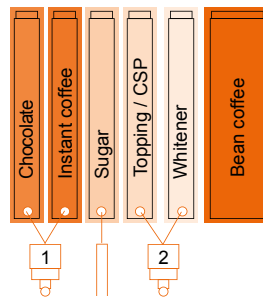 Chocolate
Instant coffee
Sugar
Topping / CSP
Whitener
Bean coffee
1
2